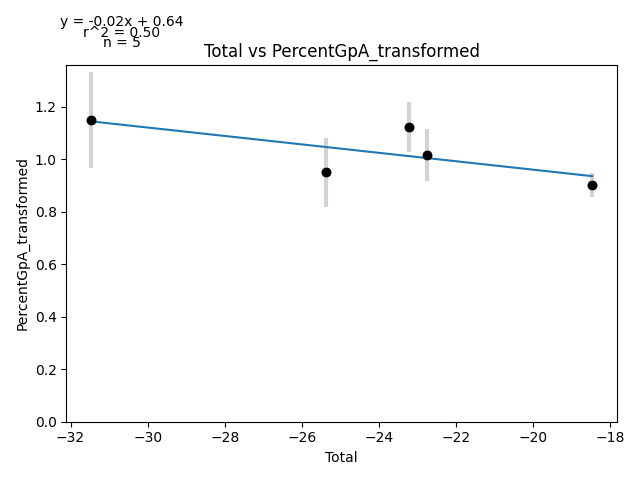 y = -0.02x + 0.64
r^2 = 0.50
n = 5
Total vs PercentGpA_transformed
PercentGpA_transformed
1.2
1.0
0.8
0.6
0.4
0.2
0.0
−32 −30 −28 −26 −24 −22 −20 −18
Total